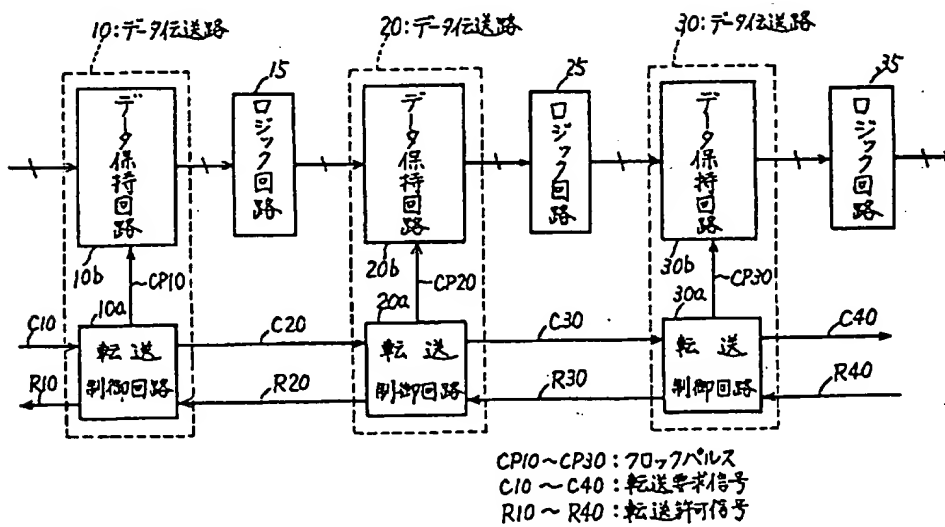 10:データ伝送路
20:データ伝送路
30:データ伝送路
15
25
35
データ保持回路
ロジック回路
データ保持回路
ロジック回路
データ保持回路
ロジック回路
10b
CP10
20b
CP20
30b
CP30
10a
20a
30a
C10
C20
C30
C40
転送
制御回路
転送
制御回路
転送
制御回路
R10
R20
R30
R40
CP10～CP30:クロックパルス
C10～C40:転送要求信号
R10～R40:転送許可信号